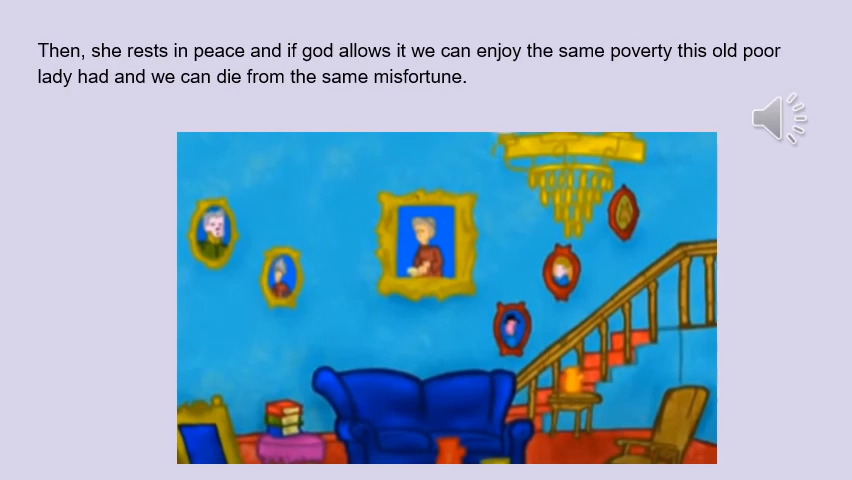 Then, she rests in peace and if god allows it we can enjoy the same poverty this old poor
lady had and we can die from the same misfortune.